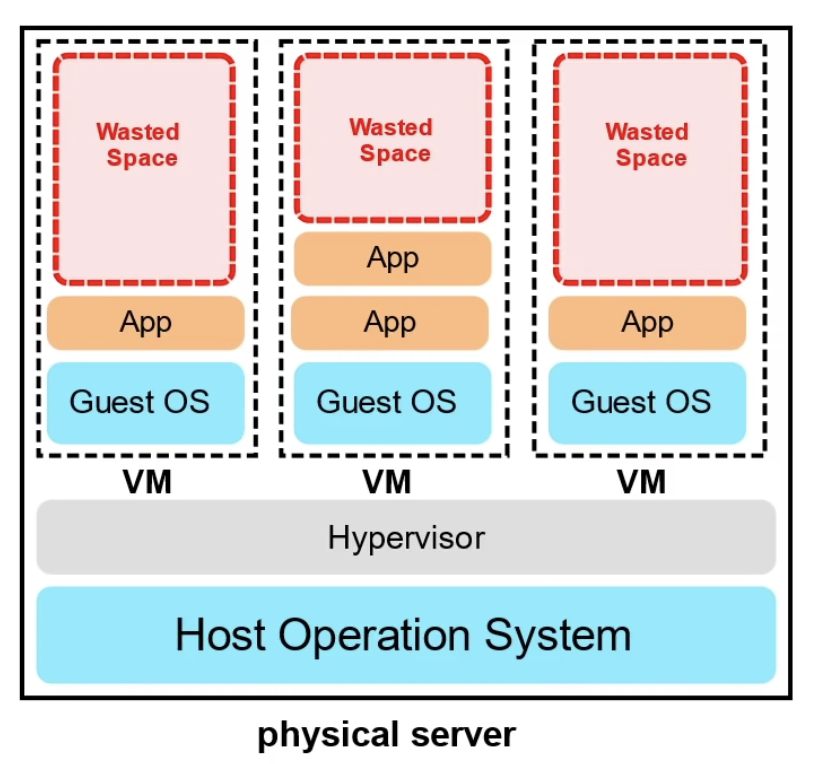 Wasted
Space
Wasted
Space
Wasted
Space
App
App
App
App
Guest OS
Guest OS
Guest OS
VM
VM
VM
Hypervisor
Host Operation System
physical server